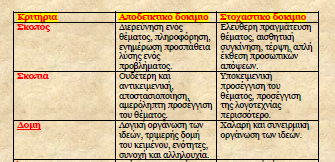 Κριτήρια Αποδεικτικό δοκίμιο Στοχαστικό δοκίμιο
Σκοπός Διερεύνηση ενός θέματος, πληροφόρηση, ενημέρωση προσπάθεια λύσης ενός προβλήματος. Ελεύθερη πραγμάτευση θέματος, αισθητική συγκίνηση, τέρψη, απλή έκθεση προσωπικών απόψεων.
Σκοπιά Ουδέτερη και αντικειμενική, αποστασιοποίηση, αμερόληπτη προσέγγιση του θέματος. Υποκειμενική προσέγγιση του θέματος, προσέγγιση της λογοτεχνίας περισσότερο.
Δομή Λογική οργάνωση των ιδεών, τριμερής δομή του κειμένου, ενότητες, συνοχή και αλληλουχία. Χαλαρή και συνειρμική οργάνωση των ιδεών.